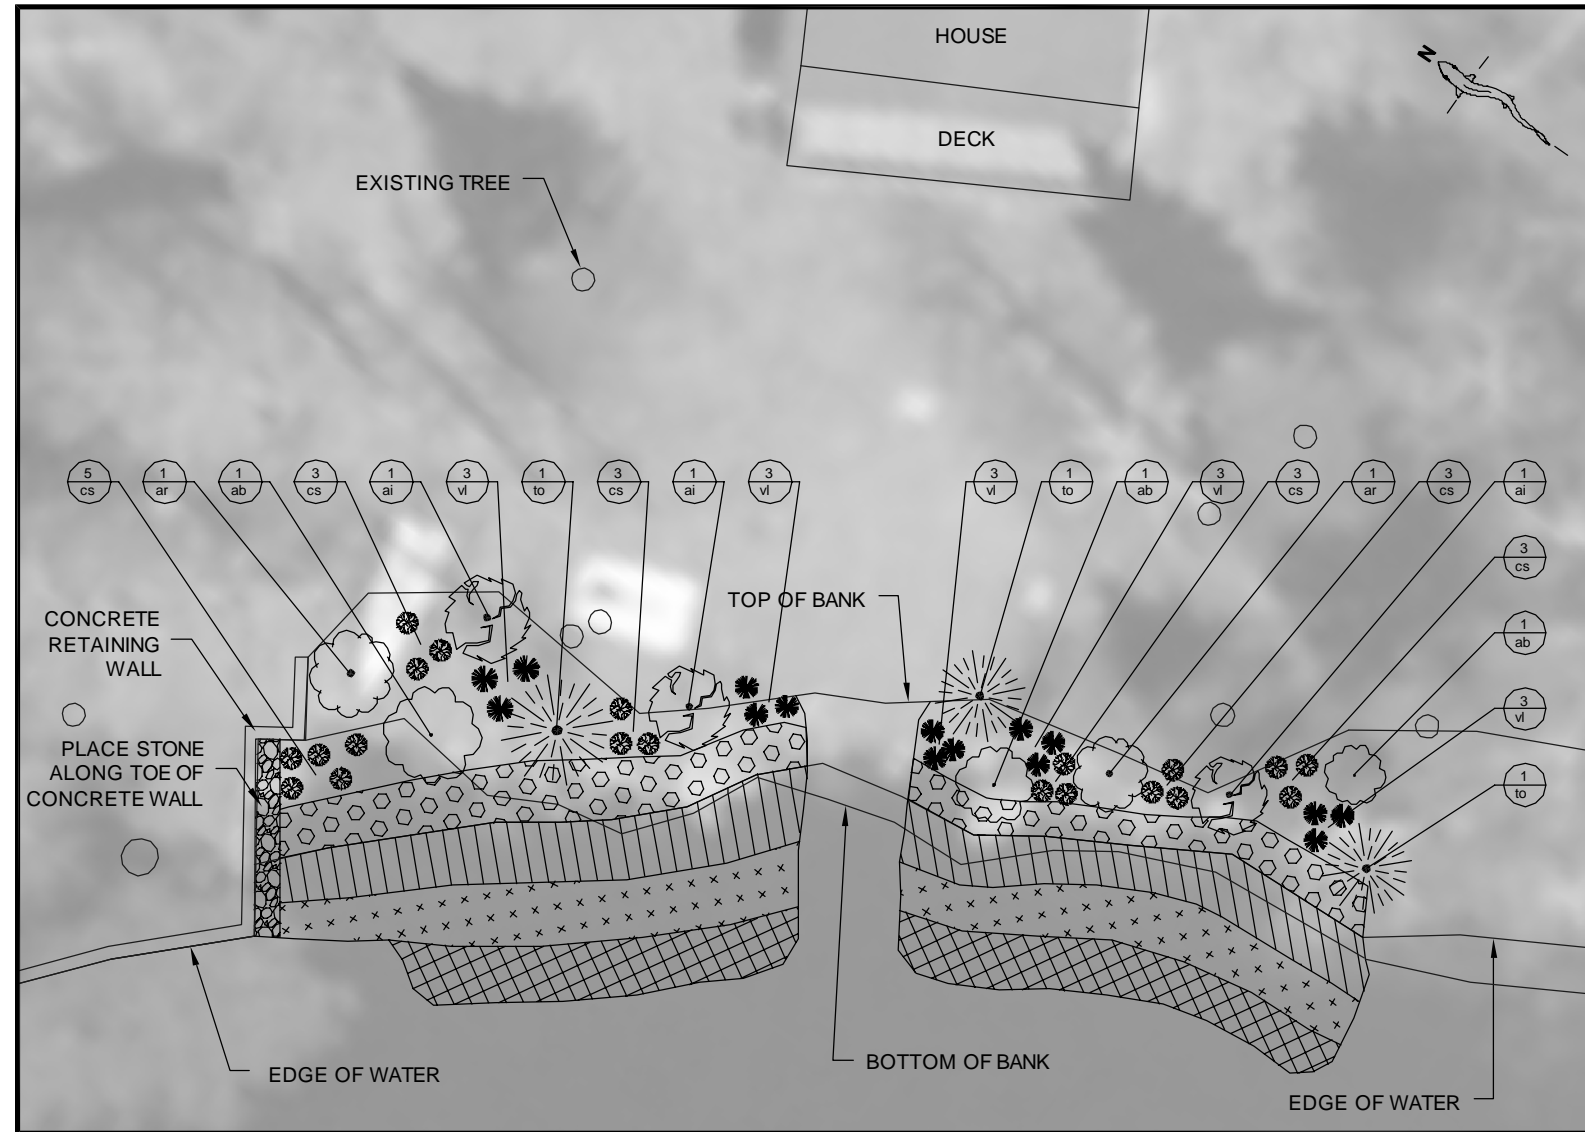 HOUSE
N
DECK
EXISTING TREE
5
cs
1
ar
1
ab
3
cs
1
ai
3
vl
1
to
3
cs
1
ai
3
vl
3
vl
1
to
1
ab
3
vl
3
cs
1
ar
3
cs
1
ai
3
cs
1
ab
3
vl
1
to
TOP OF BANK
CONCRETE
RETAINING
WALL
PLACE STONE
ALONG TOE OF
CONCRETE WALL
EDGE OF WATER
BOTTOM OF BANK
EDGE OF WATER